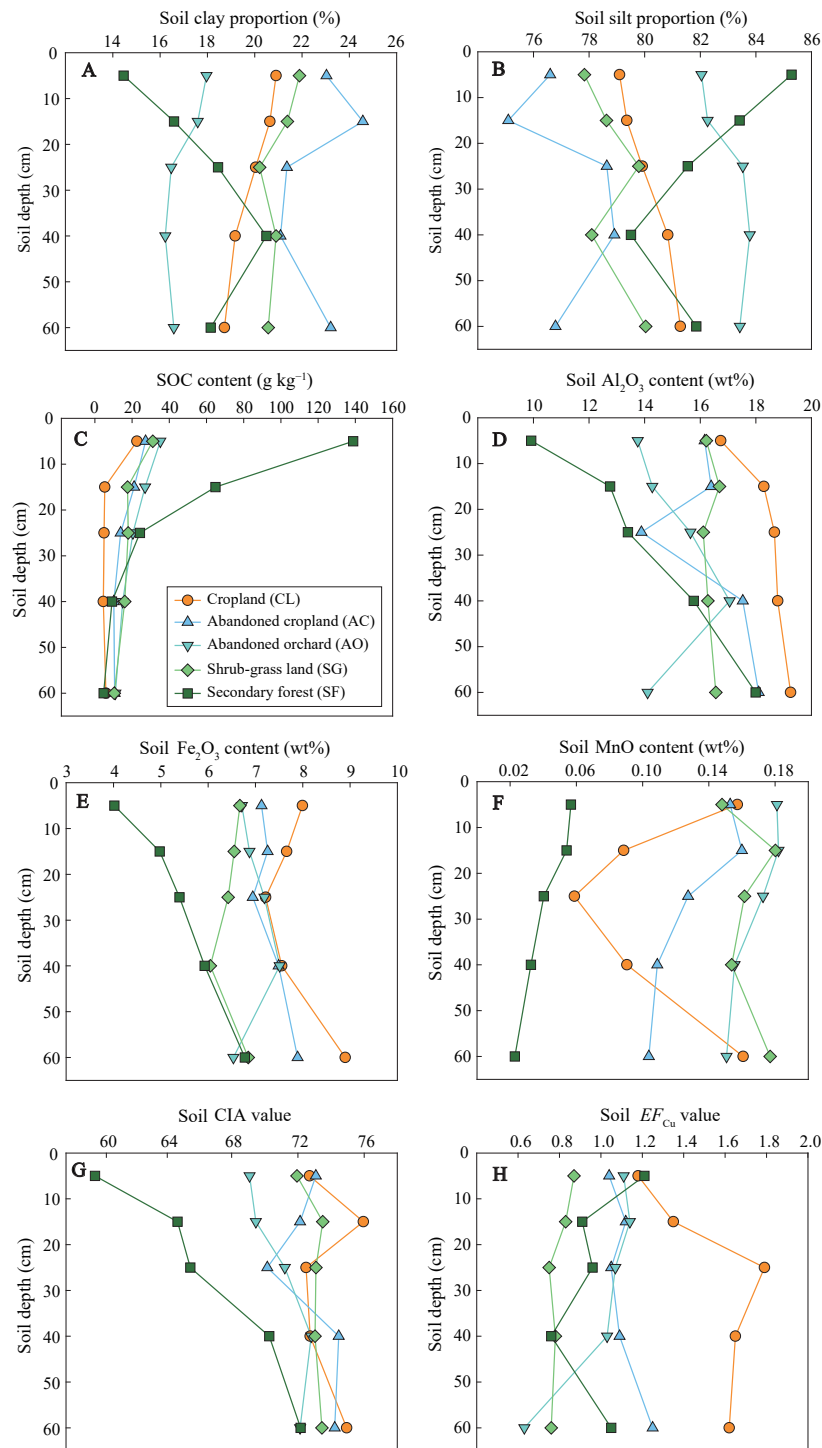 Soil clay proportion (%)
14 16 18 20 22 24 26
A
0
10
20
30
40
50
60
Soil depth (cm)
Soil silt proportion (%)
76 78 80 82 84 86
B
0
10
20
30
40
50
60
Soil depth (cm)
SOC content (g kg⁻¹)
0 20 40 60 80 100 120 140 160
C
0
10
20
30
40
50
60
Soil depth (cm)
Cropland (CL)
Abandoned cropland (AC)
Abandoned orchard (AO)
Shrub-grass land (SG)
Secondary forest (SF)
Soil Al₂O₃ content (wt%)
10 12 14 16 18 20
D
0
10
20
30
40
50
60
Soil depth (cm)
Soil Fe₂O₃ content (wt%)
3 4 5 6 7 8 9 10
E
0
10
20
30
40
50
60
Soil depth (cm)
Soil MnO content (wt%)
0.02 0.06 0.10 0.14 0.18
F
0
10
20
30
40
50
60
Soil depth (cm)
Soil CIA value
60 64 68 72 76
G
0
10
20
30
40
50
60
Soil depth (cm)
Soil EF Cu value
0.6 0.8 1.0 1.2 1.4 1.6 1.8 2.0
H
0
10
20
30
40
50
60
Soil depth (cm)